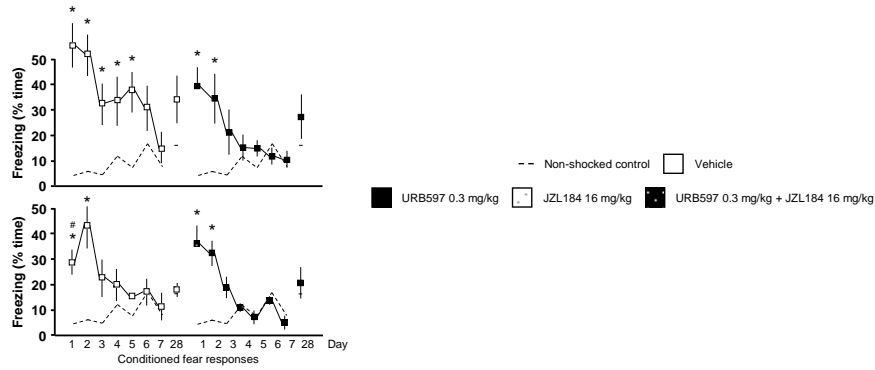 * * * * * *
* *
Freezing (% time)
50
40
30
20
10
0
Non-shocked control
Vehicle
URB597 0.3 mg/kg
JZL184 16 mg/kg
URB597 0.3 mg/kg + JZL184 16 mg/kg
# * *
* *
Freezing (% time)
50
40
30
20
10
0
1 2 3 4 5 6 7 28 1 2 3 4 5 6 7 28 Day
Conditioned fear responses